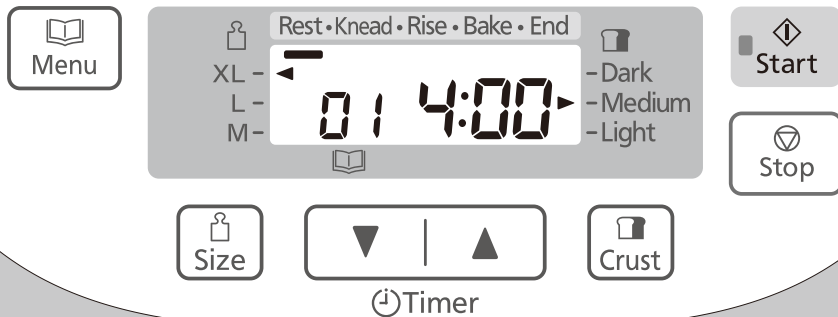 Menu
Rest•Knead•Rise•Bake•End
XL
L
M
01 4:00
Dark
Medium
Light
Start
Stop
Size
Timer
Crust